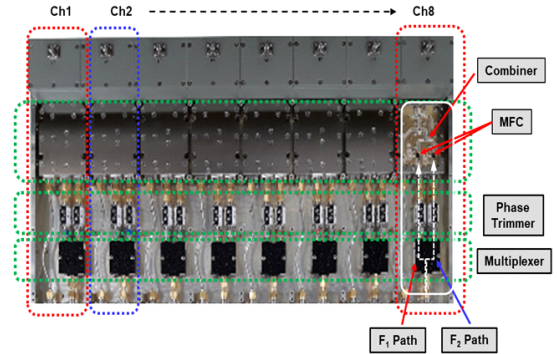 Ch1
Ch2
Ch8
Combiner
MFC
Phase
Trimmer
Multiplexer
F₁ Path
F₂ Path